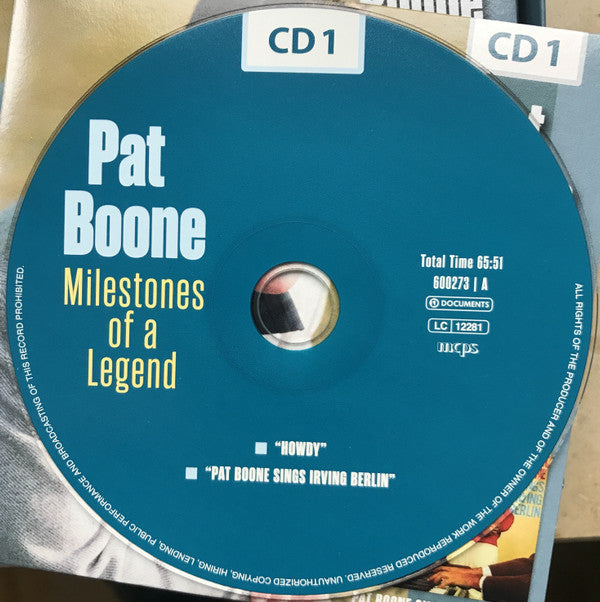 CD 1
CD 1
Pat
Boone
Milestones
of a
Legend
Total Time 65:51
600273 | A
DOCUMENTS
LC 12281
mcps
"HOWDY"
"PAT BOONE SINGS IRVING BERLIN"
ALL RIGHTS OF THE PRODUCER AND OF THE OWNER OF THE WORK REPRODUCED RESERVED. UNAUTHORIZED COPYING, HIRING, LENDING, PUBLIC PERFORMANCE AND BROADCASTING OF THIS RECORD PROHIBITED.
BERLIN